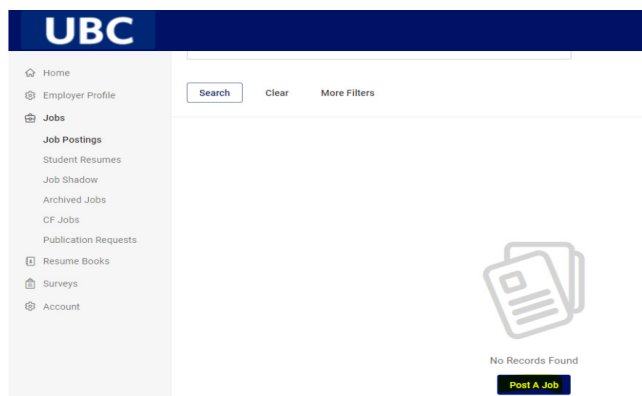 UBC
Home
Employer Profile
Search Clear More Filters
Jobs
Job Postings
Student Resumes
Job Shadow
Archived Jobs
CF Jobs
Publication Requests
Resume Books
Surveys
Account
No Records Found
Post A Job